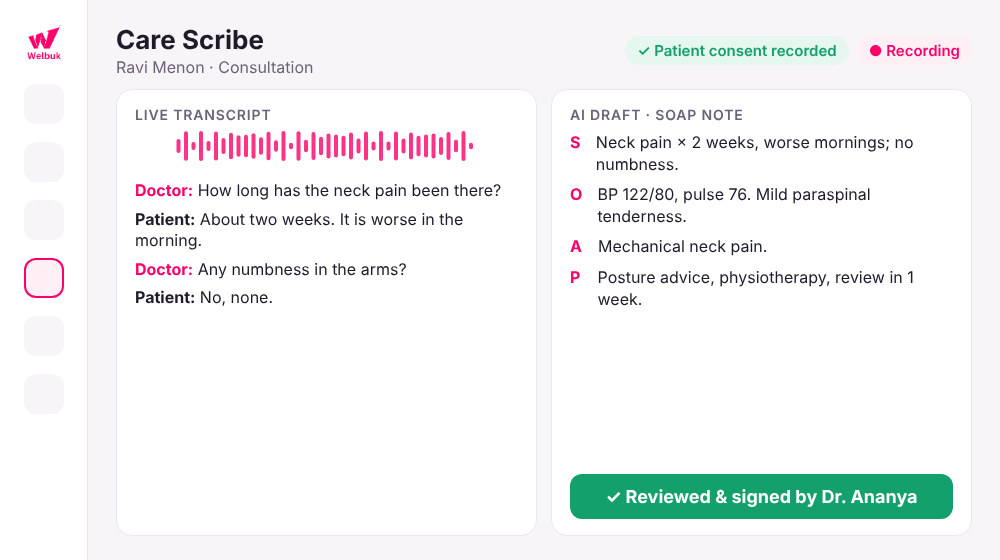 Welbuk
Care Scribe
Ravi Menon · Consultation
✓ Patient consent recorded
● Recording
LIVE TRANSCRIPT
Doctor: How long has the neck pain been there?
Patient: About two weeks. It is worse in the
morning.
Doctor: Any numbness in the arms?
Patient: No, none.
AI DRAFT · SOAP NOTE
S Neck pain × 2 weeks, worse mornings; no
numbness.
O BP 122/80, pulse 76. Mild paraspinal
tenderness.
A Mechanical neck pain.
P Posture advice, physiotherapy, review in 1
week.
✓ Reviewed & signed by Dr. Ananya